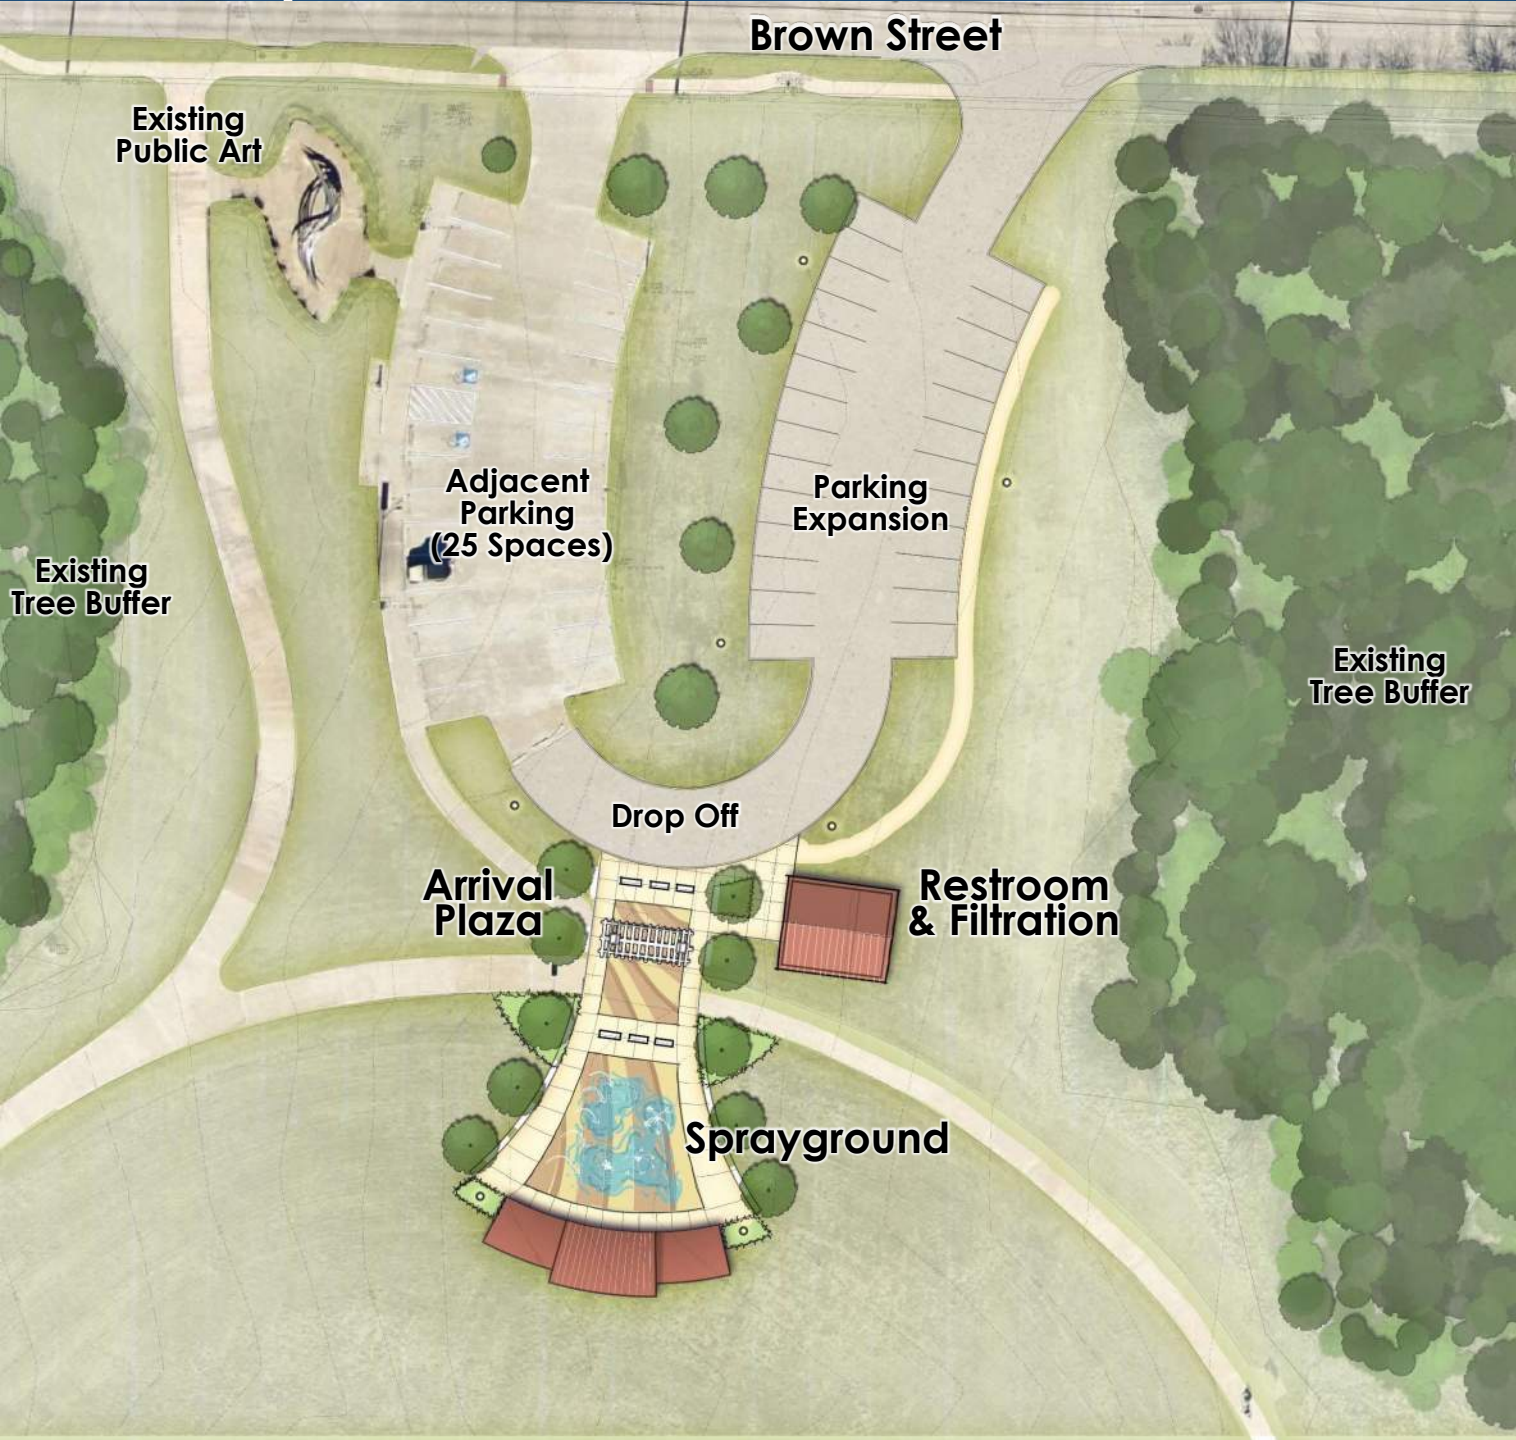 Brown Street
Existing
Public Art
Adjacent
Parking
(25 Spaces)
Parking
Expansion
Existing
Tree Buffer
Existing
Tree Buffer
Drop Off
Arrival
Plaza
Restroom
& Filtration
Sprayground